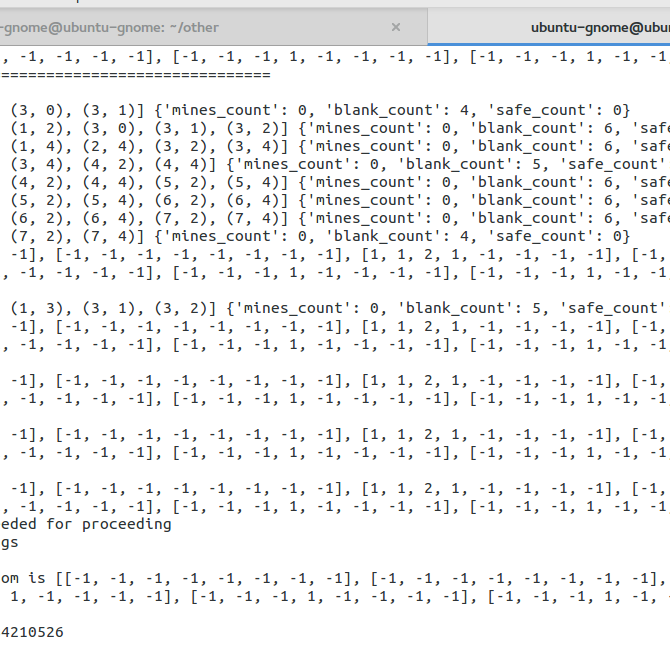 -gnome@ubuntu-gnome: ~/other × ubuntu-gnome@ubu
, -1, -1, -1, -1], [-1, -1, -1, 1, -1, -1, -1, -1], [-1, -1, -1, 1, -1, -1,
==============================
(3, 0), (3, 1)] {'mines_count': 0, 'blank_count': 4, 'safe_count': 0}
(1, 2), (3, 0), (3, 1), (3, 2)] {'mines_count': 0, 'blank_count': 6, 'safe
(1, 4), (2, 4), (3, 2), (3, 4)] {'mines_count': 0, 'blank_count': 6, 'safe
(3, 4), (4, 2), (4, 4)] {'mines_count': 0, 'blank_count': 5, 'safe_count'
(4, 2), (4, 4), (5, 2), (5, 4)] {'mines_count': 0, 'blank_count': 6, 'safe
(5, 2), (5, 4), (6, 2), (6, 4)] {'mines_count': 0, 'blank_count': 6, 'safe
(6, 2), (6, 4), (7, 2), (7, 4)] {'mines_count': 0, 'blank_count': 6, 'safe
(7, 2), (7, 4)] {'mines_count': 0, 'blank_count': 4, 'safe_count': 0}
-1], [-1, -1, -1, -1, -1, -1, -1, -1], [1, 1, 2, 1, -1, -1, -1, -1], [-1,
, -1, -1, -1, -1], [-1, -1, -1, 1, -1, -1, -1, -1], [-1, -1, -1, 1, -1, -1,
(1, 3), (3, 1), (3, 2)] {'mines_count': 0, 'blank_count': 5, 'safe_count'
-1], [-1, -1, -1, -1, -1, -1, -1, -1], [1, 1, 2, 1, -1, -1, -1, -1], [-1,
, -1, -1, -1, -1], [-1, -1, -1, 1, -1, -1, -1, -1], [-1, -1, -1, 1, -1, -1,
-1], [-1, -1, -1, -1, -1, -1, -1, -1], [1, 1, 2, 1, -1, -1, -1, -1], [-1,
, -1, -1, -1, -1], [-1, -1, -1, 1, -1, -1, -1, -1], [-1, -1, -1, 1, -1, -1,
-1], [-1, -1, -1, -1, -1, -1, -1, -1], [1, 1, 2, 1, -1, -1, -1, -1], [-1,
, -1, -1, -1, -1], [-1, -1, -1, 1, -1, -1, -1, -1], [-1, -1, -1, 1, -1, -1,
-1], [-1, -1, -1, -1, -1, -1, -1, -1], [1, 1, 2, 1, -1, -1, -1, -1], [-1,
, -1, -1, -1, -1], [-1, -1, -1, 1, -1, -1, -1, -1], [-1, -1, -1, 1, -1, -1,
eded for proceeding
gs
om is [[-1, -1, -1, -1, -1, -1, -1, -1], [-1, -1, -1, -1, -1, -1, -1, -1],
1, -1, -1, -1, -1], [-1, -1, -1, 1, -1, -1, -1, -1], [-1, -1, -1, 1, -1, -
4210526